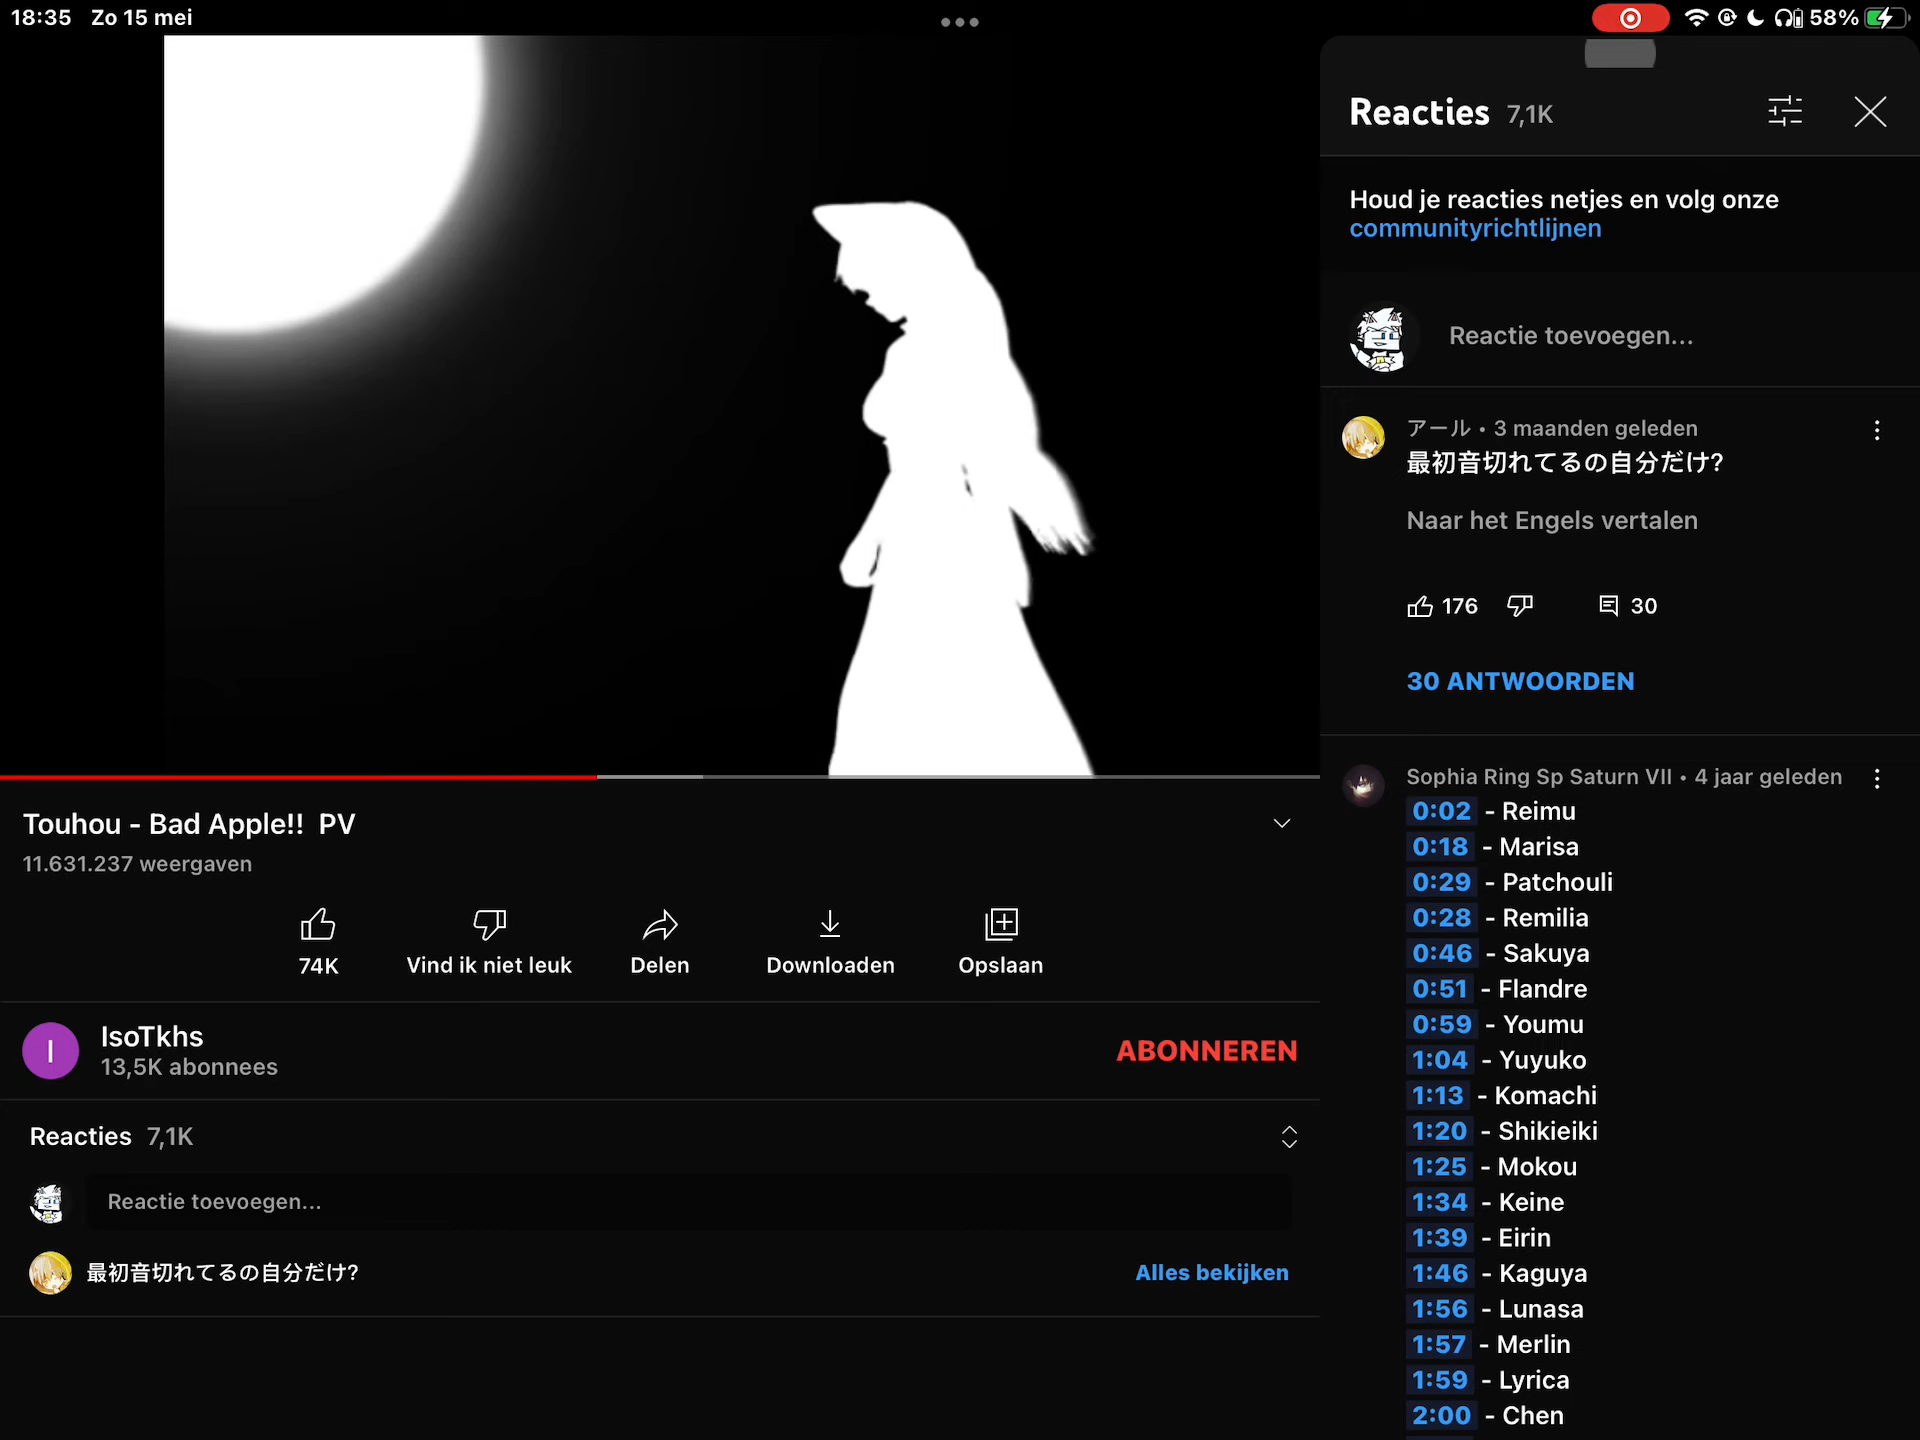 18:35 Zo 15 mei
58%
Touhou - Bad Apple!! PV
11.631.237 weergaven
74K
Vind ik niet leuk
Delen
Downloaden
Opslaan
I
IsoTkhs
13,5K abonnees
ABONNEREN
Reacties 7,1K
Reactie toevoegen...
最初音切れてるの自分だけ?
Alles bekijken
Reacties 7,1K
Houd je reacties netjes en volg onze
communityrichtlijnen
Reactie toevoegen...
アール • 3 maanden geleden
最初音切れてるの自分だけ?
Naar het Engels vertalen
176
30
30 ANTWOORDEN
Sophia Ring Sp Saturn VII • 4 jaar geleden
0:02 - Reimu
0:18 - Marisa
0:29 - Patchouli
0:28 - Remilia
0:46 - Sakuya
0:51 - Flandre
0:59 - Youmu
1:04 - Yuyuko
1:13 - Komachi
1:20 - Shikieiki
1:25 - Mokou
1:34 - Keine
1:39 - Eirin
1:46 - Kaguya
1:56 - Lunasa
1:57 - Merlin
1:59 - Lyrica
2:00 - Chen